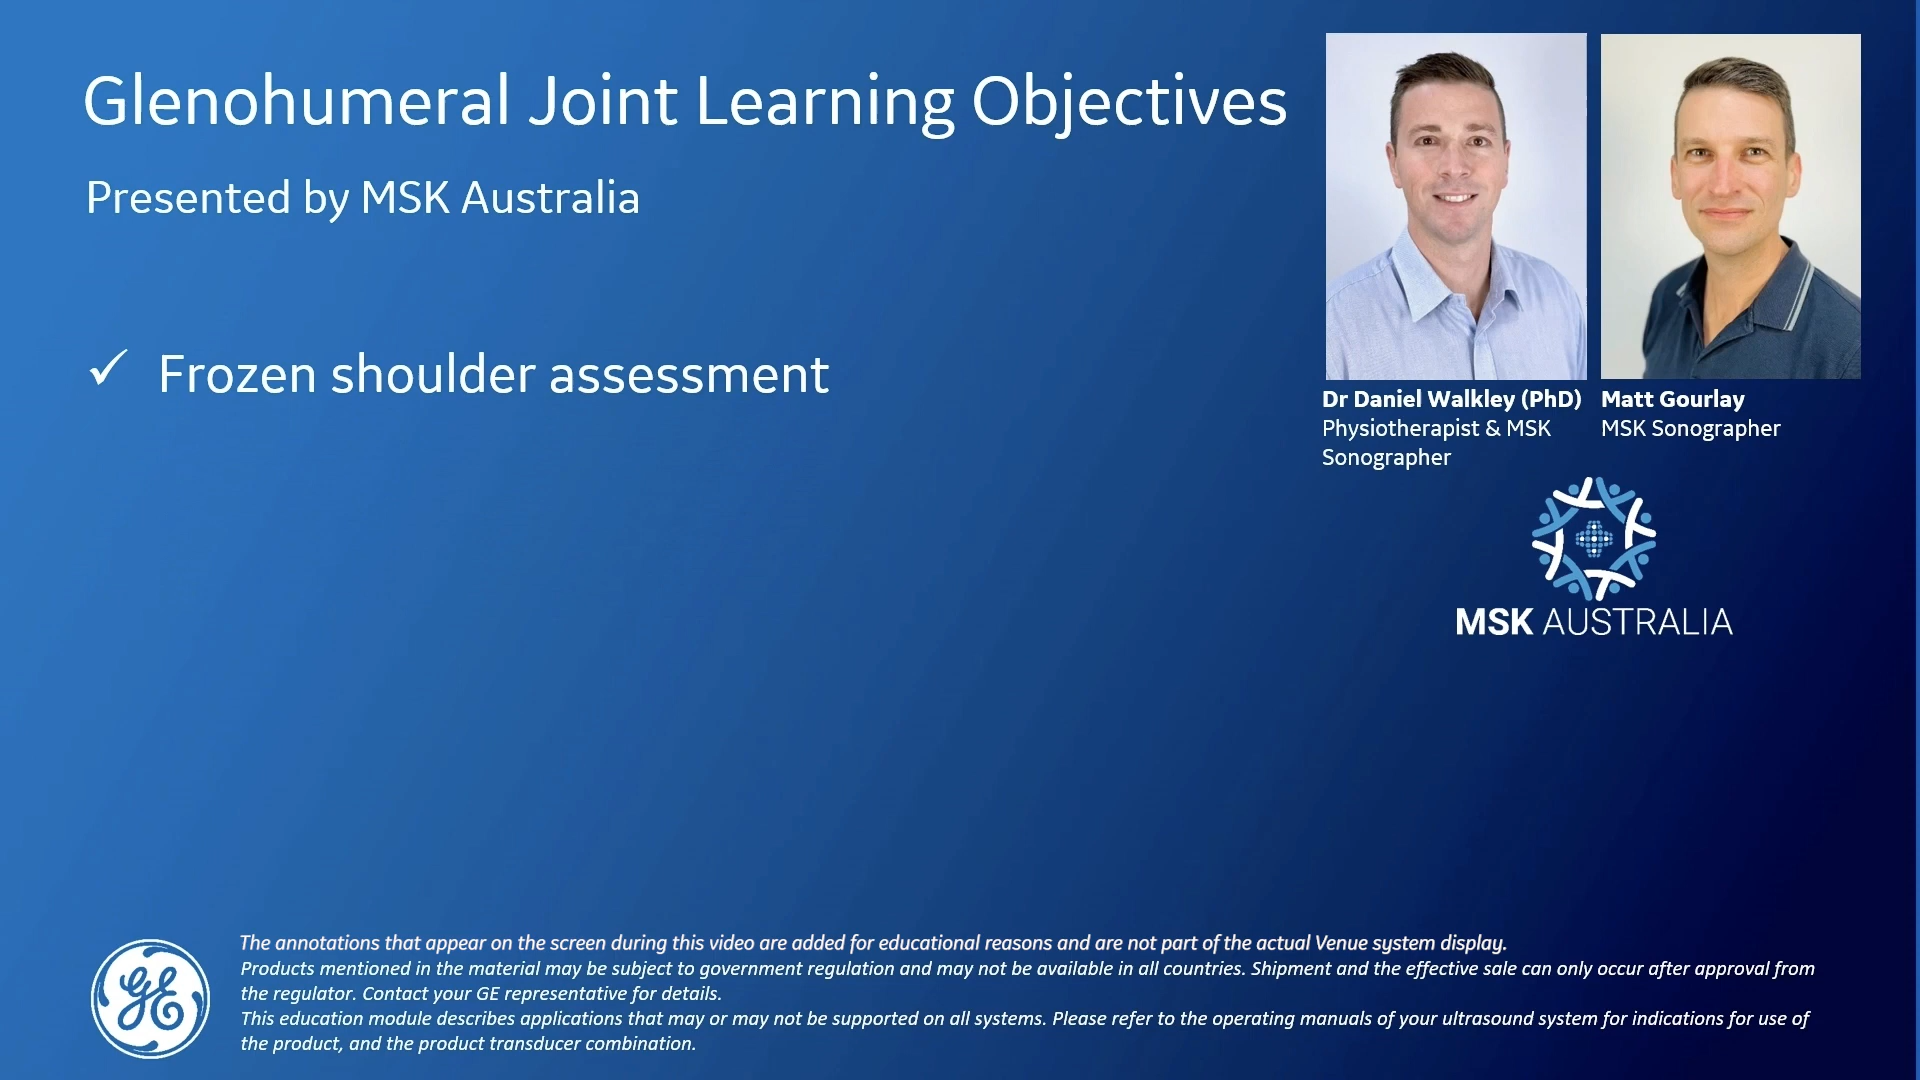 Glenohumeral Joint Learning Objectives
Presented by MSK Australia
✓ Frozen shoulder assessment
Dr Daniel Walkley (PhD)
Physiotherapist & MSK
Sonographer
Matt Gourlay
MSK Sonographer
MSK AUSTRALIA
GE
The annotations that appear on the screen during this video are added for educational reasons and are not part of the actual Venue system display.
Products mentioned in the material may be subject to government regulation and may not be available in all countries. Shipment and the effective sale can only occur after approval from
the regulator. Contact your GE representative for details.
This education module describes applications that may or may not be supported on all systems. Please refer to the operating manuals of your ultrasound system for indications for use of
the product, and the product transducer combination.